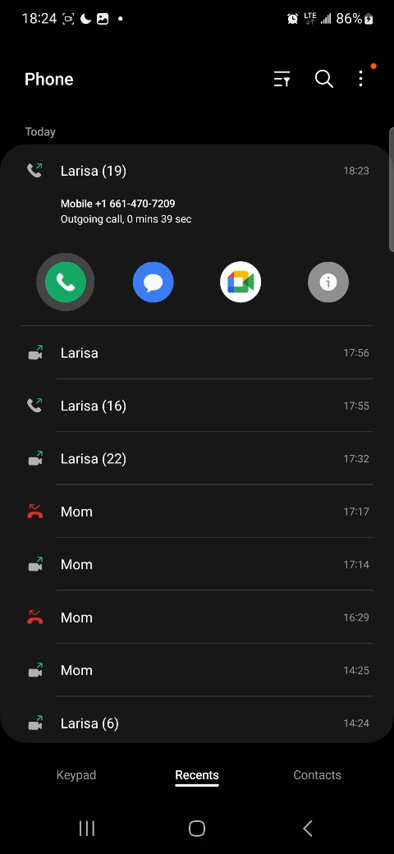 18:24
LTE
86%
Phone
Today
Larisa (19) 18:23
Mobile +1 661-470-7209
Outgoing call, 0 mins 39 sec
Larisa 17:56
Larisa (16) 17:55
Larisa (22) 17:32
Mom 17:17
Mom 17:14
Mom 16:29
Mom 14:25
Larisa (6) 14:24
Keypad Recents Contacts